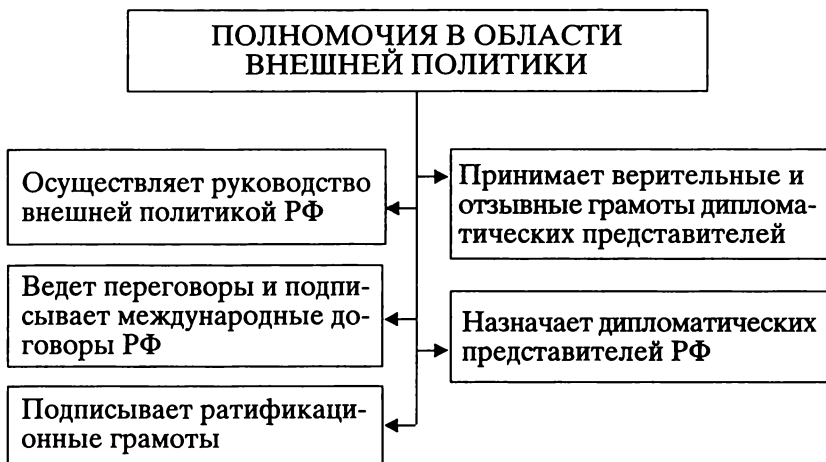 ПОЛНОМОЧИЯ В ОБЛАСТИ
ВНЕШНЕЙ ПОЛИТИКИ
Осуществляет руководство
внешней политикой РФ
Ведет переговоры и подпи-
сывает международные до-
говоры РФ
Подписывает ратификаци-
онные грамоты
Принимает верительные и
отзывные грамоты диплома-
тических представителей
Назначает дипломатических
представителей РФ